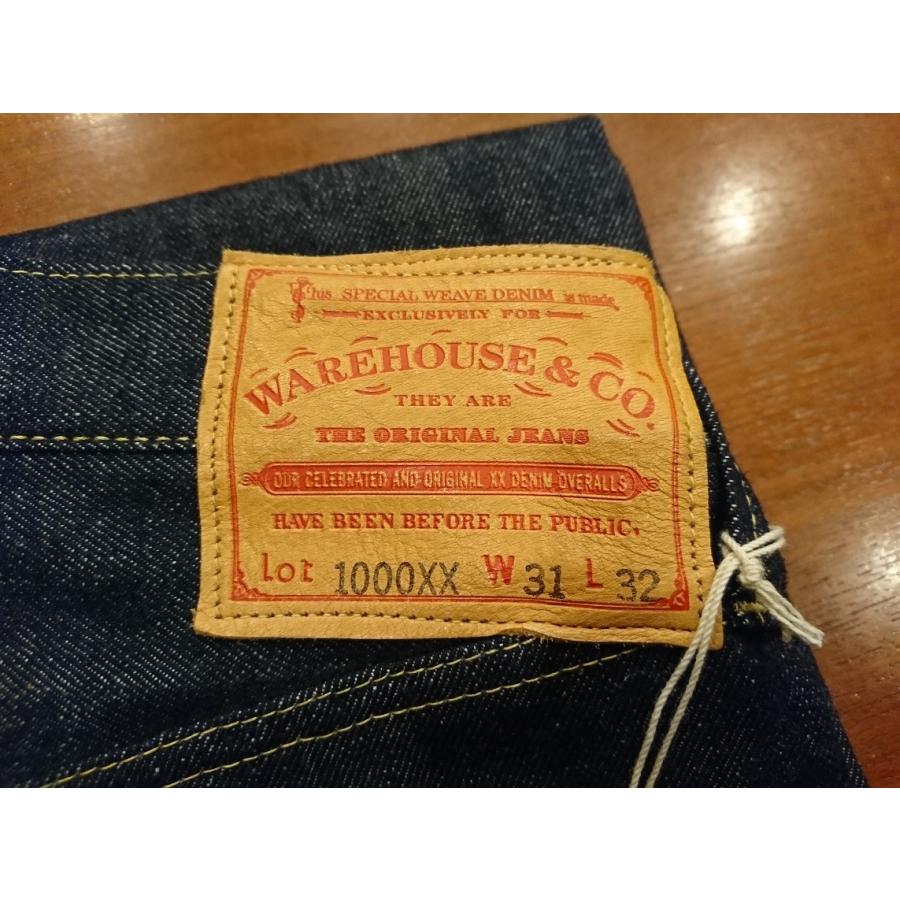 This SPECIAL WEAVE DENIM is made
EXCLUSIVELY FOR
WAREHOUSE & CO.
THEY ARE
THE ORIGINAL JEANS
OUR CELEBRATED AND ORIGINAL XX DENIM OVERALLS
HAVE BEEN BEFORE THE PUBLIC,
Lot 1000XX W 31 L 32